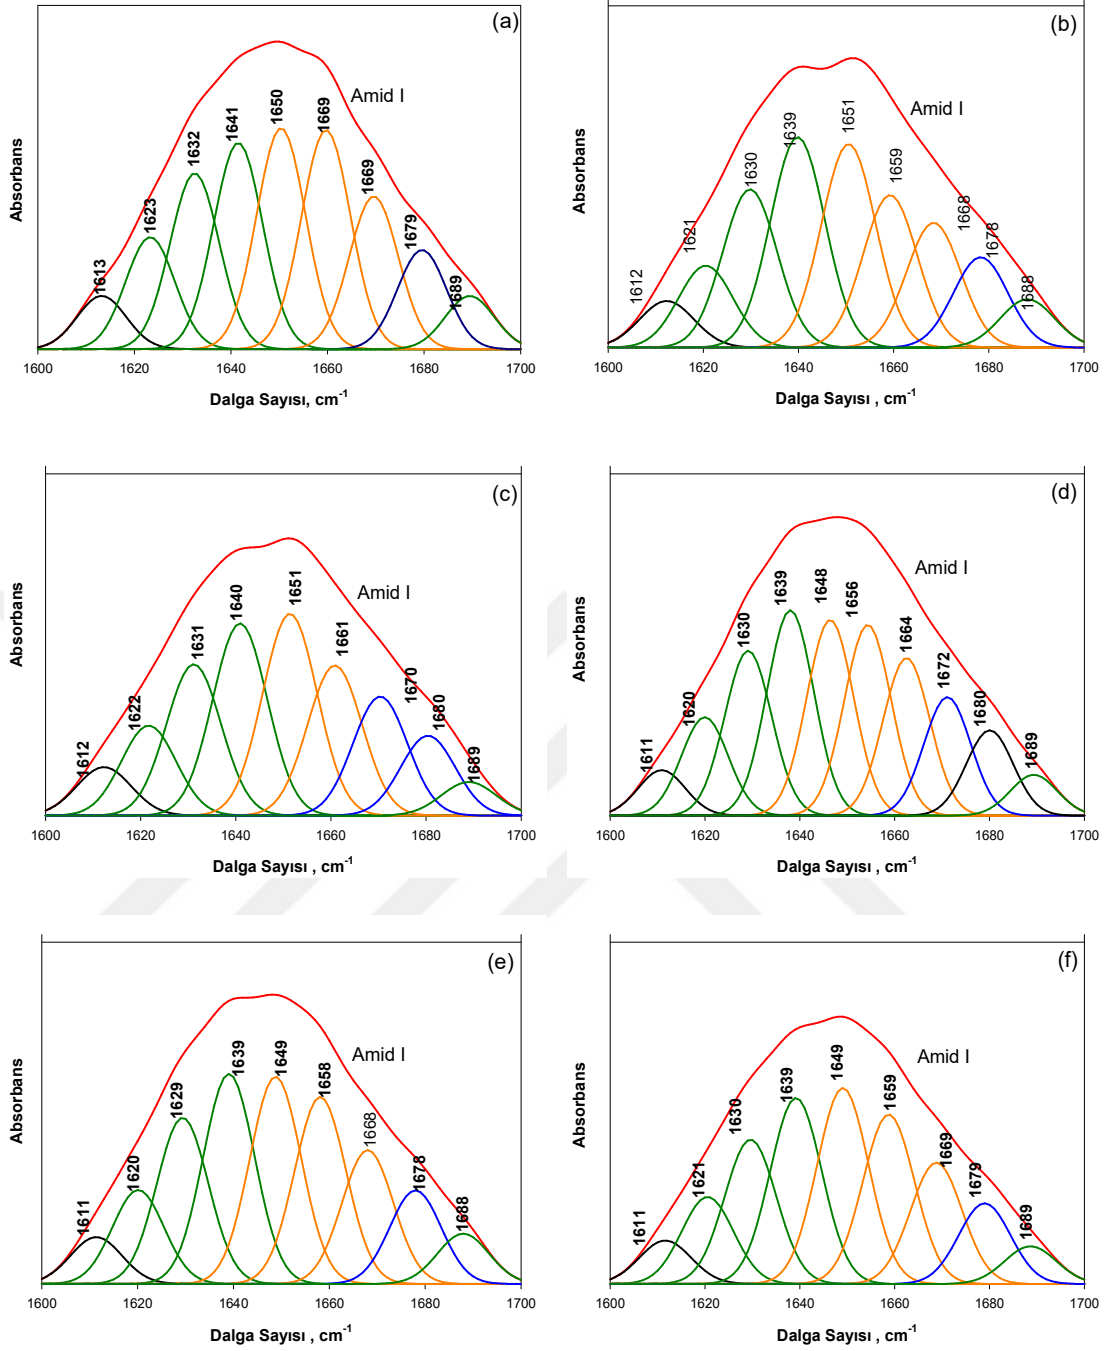 (a)
Amid I
1613
1623
1632
1641
1650
1669
1669
1679
1689
Absorbans
1600 1620 1640 1660 1680 1700
Dalga Sayısı, cm-1
(b)
Amid I
1612
1621
1630
1639
1651
1659
1668
1678
1688
Absorbans
1600 1620 1640 1660 1680 1700
Dalga Sayısı , cm-1
(c)
Amid I
1612
1622
1631
1640
1651
1661
1670
1680
1689
Absorbans
1600 1620 1640 1660 1680 1700
Dalga Sayısı , cm-1
(d)
Amid I
1611
1620
1630
1639
1648
1656
1664
1672
1680
1689
Absorbans
1600 1620 1640 1660 1680 1700
Dalga Sayısı , cm-1
(e)
Amid I
1611
1620
1629
1639
1649
1658
1668
1678
1688
Absorbans
1600 1620 1640 1660 1680 1700
Dalga Sayısı , cm-1
(f)
Amid I
1611
1621
1630
1639
1649
1659
1669
1679
1689
Absorbans
1600 1620 1640 1660 1680 1700
Dalga Sayısı , cm-1